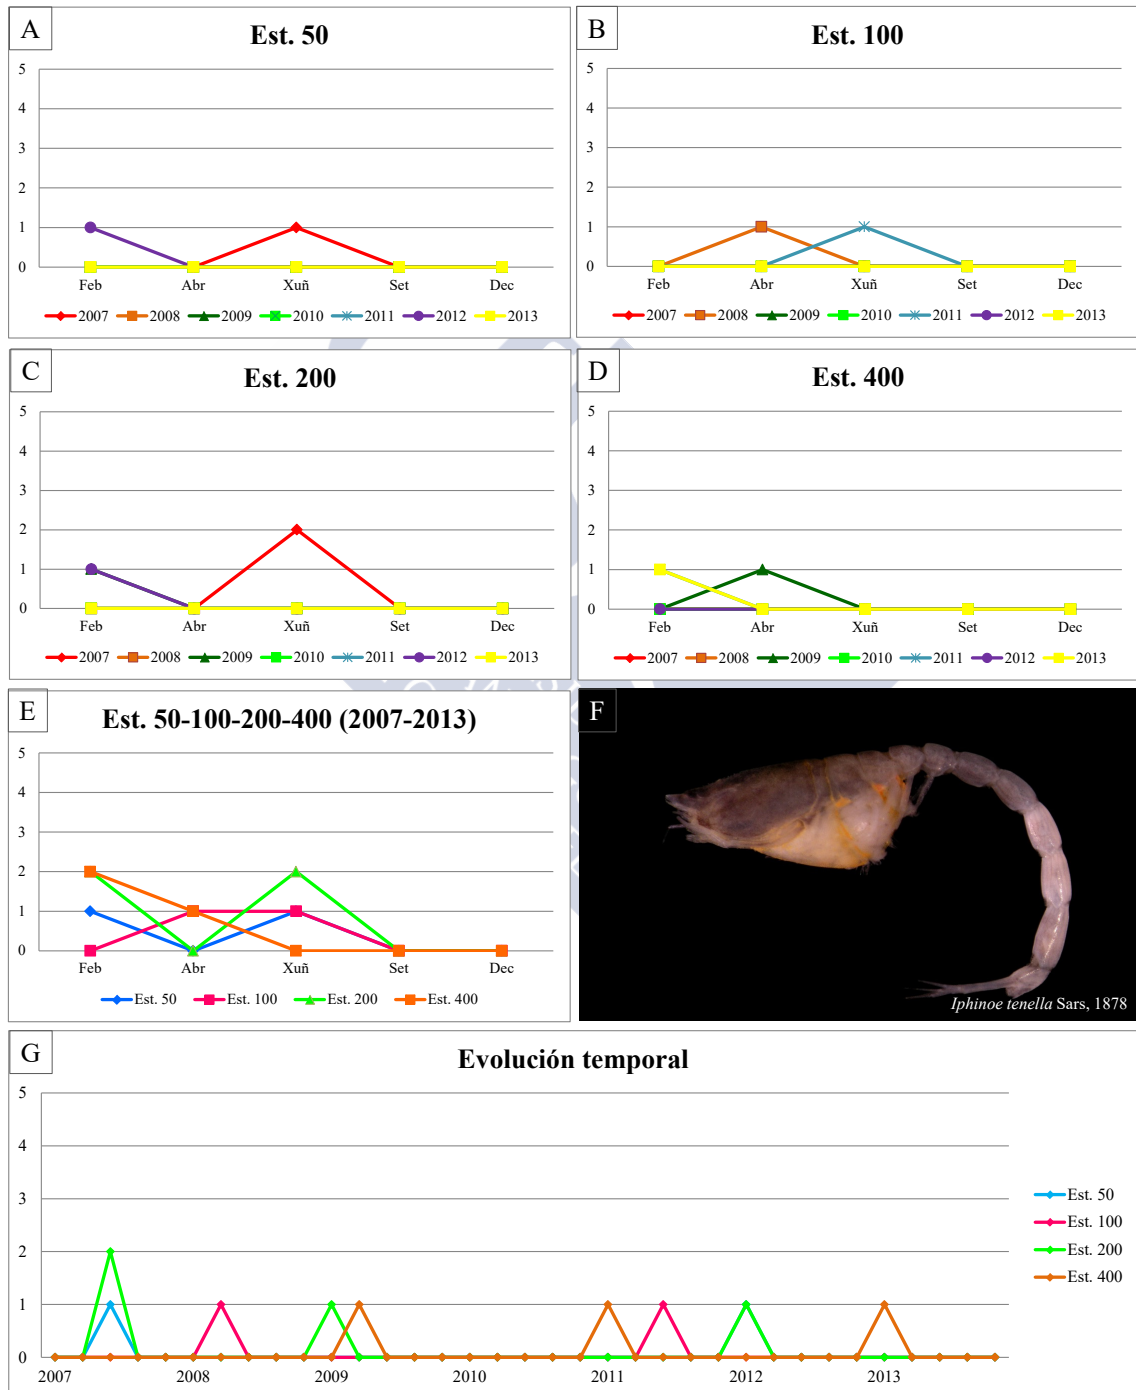 A
Est. 50
5
4
3
2
1
0
Feb Abr Xuñ Set Dec
2007 2008 2009 2010 2011 2012 2013
B
Est. 100
5
4
3
2
1
0
Feb Abr Xuñ Set Dec
2007 2008 2009 2010 2011 2012 2013
C
Est. 200
5
4
3
2
1
0
Feb Abr Xuñ Set Dec
2007 2008 2009 2010 2011 2012 2013
D
Est. 400
5
4
3
2
1
0
Feb Abr Xuñ Set Dec
2007 2008 2009 2010 2011 2012 2013
E
Est. 50-100-200-400 (2007-2013)
5
4
3
2
1
0
Feb Abr Xuñ Set Dec
Est. 50 Est. 100 Est. 200 Est. 400
F
Iphinoe tenella Sars, 1878
G
Evolución temporal
5
4
3
2
1
0
2007 2008 2009 2010 2011 2012 2013
Est. 50
Est. 100
Est. 200
Est. 400